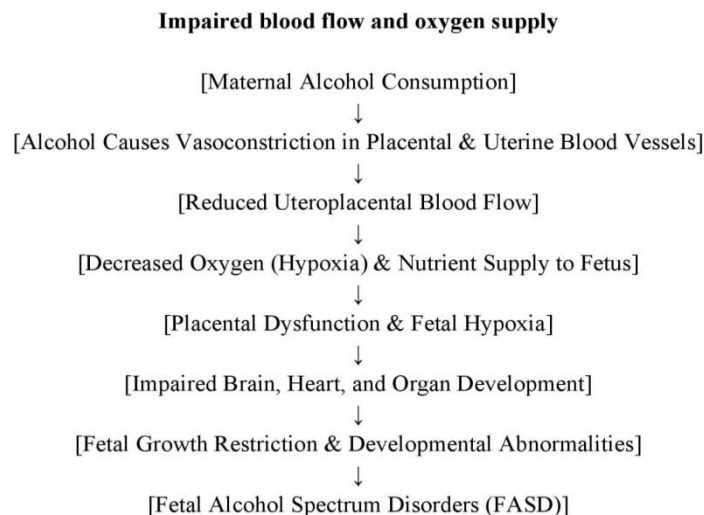 Impaired blood flow and oxygen supply
[Maternal Alcohol Consumption]
↓
[Alcohol Causes Vasoconstriction in Placental & Uterine Blood Vessels]
↓
[Reduced Uteroplacental Blood Flow]
↓
[Decreased Oxygen (Hypoxia) & Nutrient Supply to Fetus]
↓
[Placental Dysfunction & Fetal Hypoxia]
↓
[Impaired Brain, Heart, and Organ Development]
↓
[Fetal Growth Restriction & Developmental Abnormalities]
↓
[Fetal Alcohol Spectrum Disorders (FASD)]